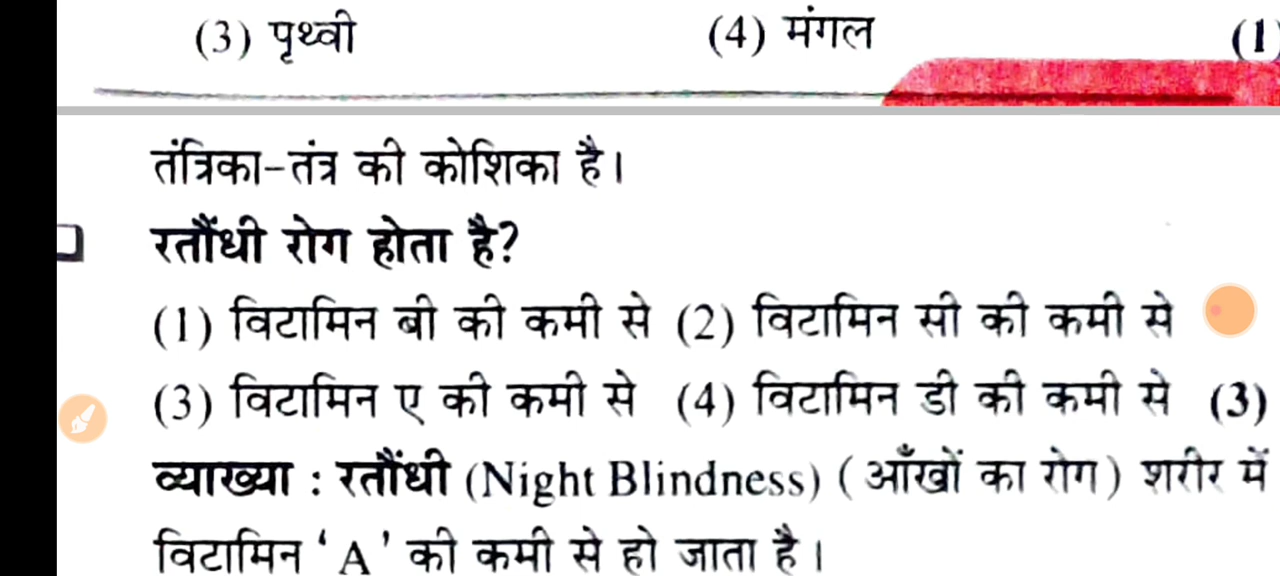 (3) पृथ्वी (4) मंगल (1)
तंत्रिका-तंत्र की कोशिका है।
रतौंधी रोग होता है?
(1) विटामिन बी की कमी से (2) विटामिन सी की कमी से
(3) विटामिन ए की कमी से (4) विटामिन डी की कमी से (3)
व्याख्या : रतौंधी (Night Blindness) (आँखों का रोग) शरीर में
विटामिन ‘A’ की कमी से हो जाता है।